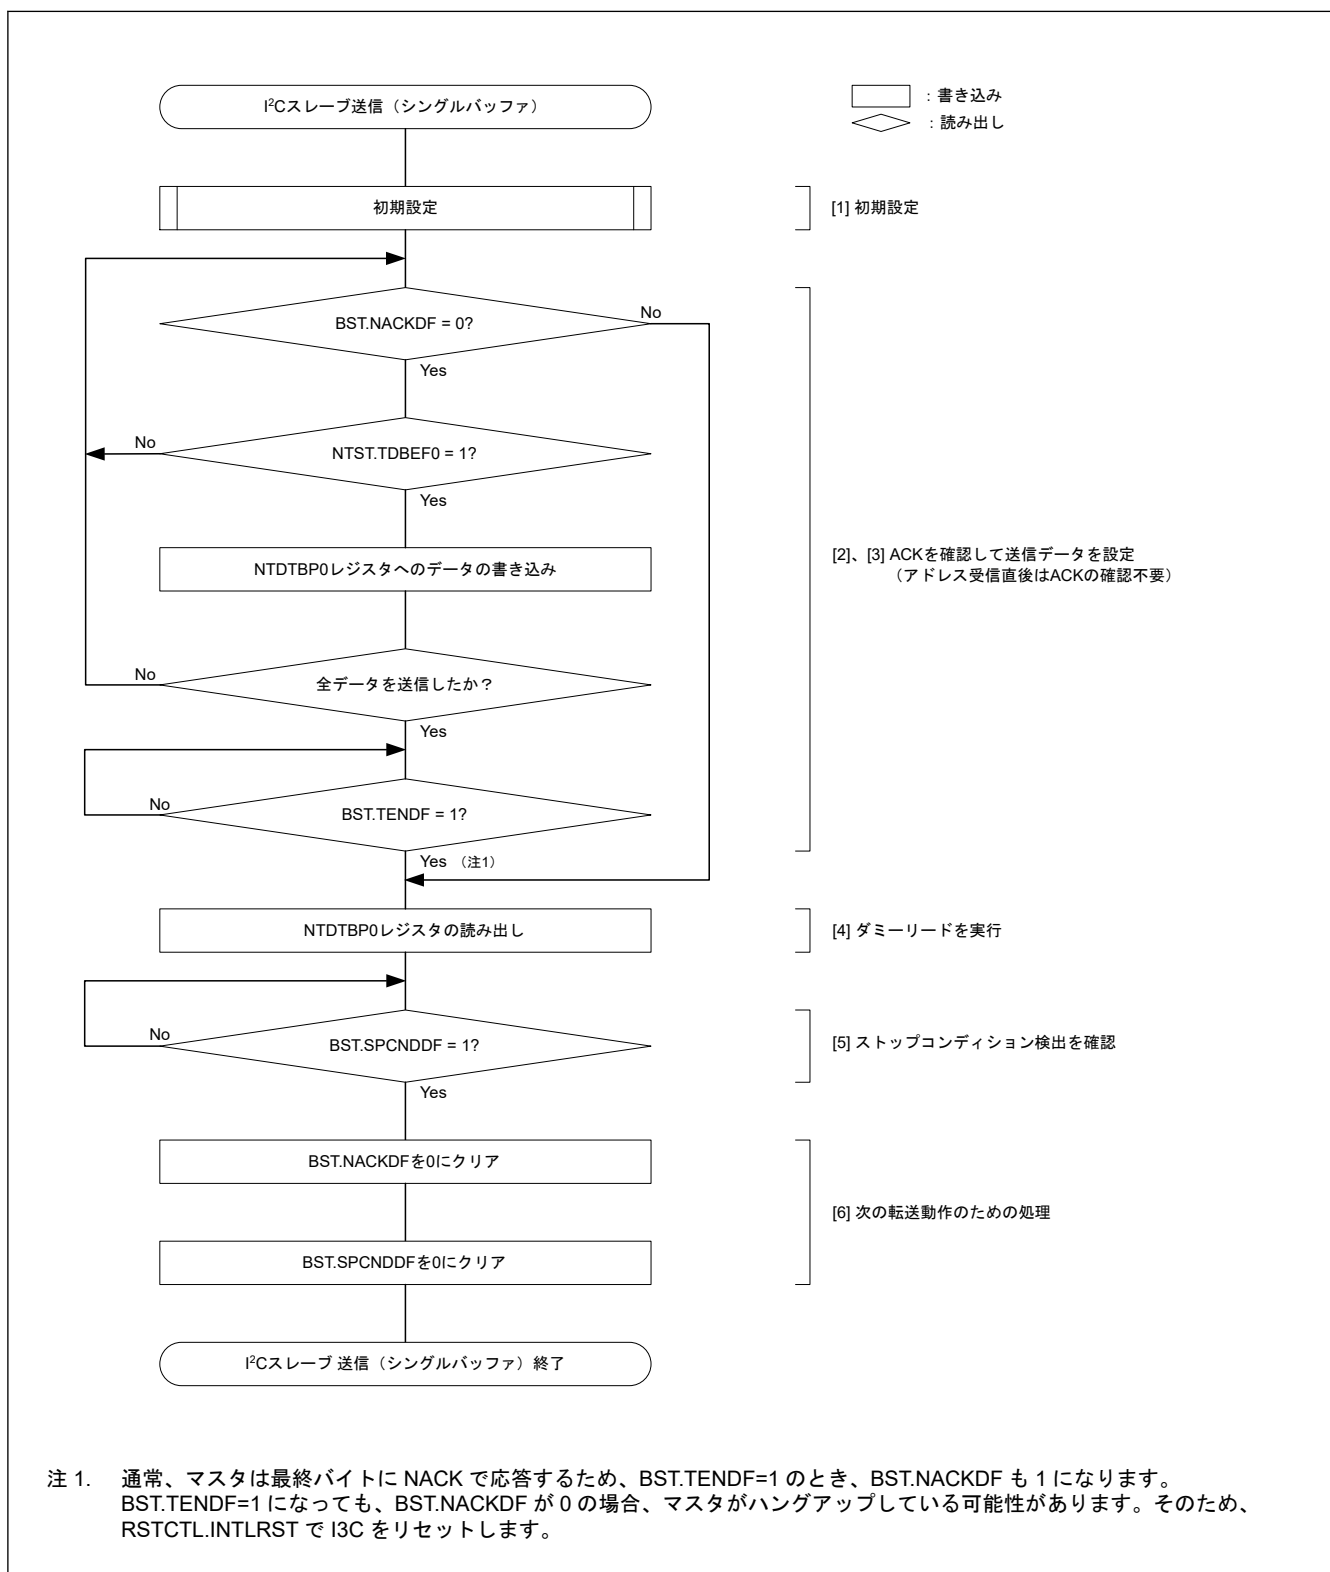 I²Cスレーブ送信（シングルバッファ）
：書き込み
：読み出し
初期設定
[1] 初期設定
BST.NACKDF = 0?
No
Yes
NTST.TDBEF0 = 1?
No
Yes
NTDTBP0レジスタへのデータの書き込み
[2]、[3] ACKを確認して送信データを設定
（アドレス受信直後はACKの確認不要）
全データを送信したか？
No
Yes
BST.TENDF = 1?
No
Yes （注1）
NTDTBP0レジスタの読み出し
[4] ダミーリードを実行
BST.SPCNDDF = 1?
No
Yes
[5] ストップコンディション検出を確認
BST.NACKDFを0にクリア
[6] 次の転送動作のための処理
BST.SPCNDDFを0にクリア
I²Cスレーブ 送信（シングルバッファ）終了
注 1. 通常、マスタは最終バイトに NACK で応答するため、BST.TENDF=1 のとき、BST.NACKDF も 1 になります。
BST.TENDF=1 になっても、BST.NACKDF が 0 の場合、マスタがハングアップしている可能性があります。そのため、
RSTCTL.INTLRST で I3C をリセットします。